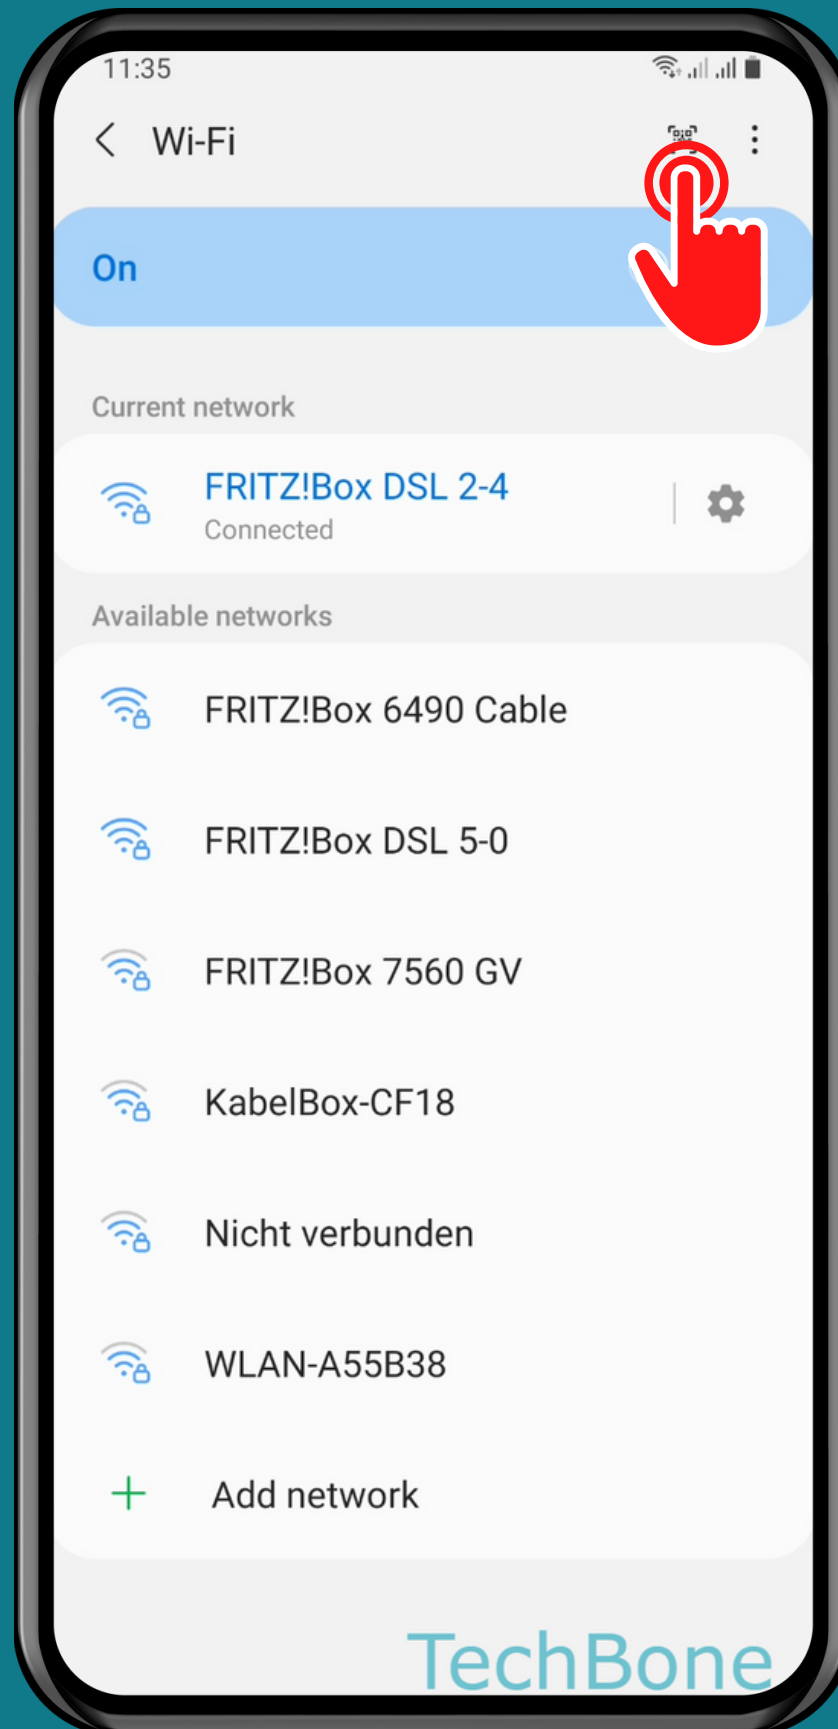 11:35
Wi-Fi
On
Current network
FRITZ!Box DSL 2-4
Connected
Available networks
FRITZ!Box 6490 Cable
FRITZ!Box DSL 5-0
FRITZ!Box 7560 GV
KabelBox-CF18
Nicht verbunden
WLAN-A55B38
Add network
TechBone